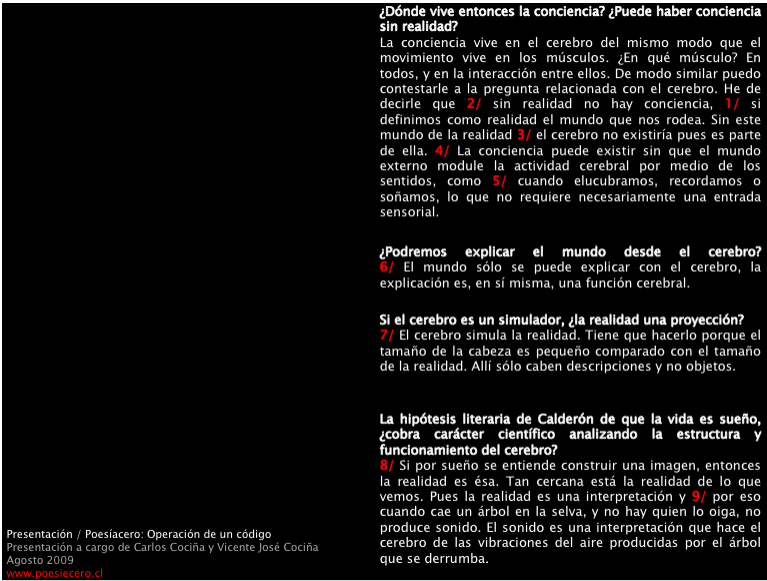 ¿Dónde vive entonces la conciencia? ¿Puede haber conciencia
sin realidad?
La conciencia vive en el cerebro del mismo modo que el
movimiento vive en los músculos. ¿En qué músculo? En
todos, y en la interacción entre ellos. De modo similar puedo
contestarle a la pregunta relacionada con el cerebro. He de
decirle que 2/ sin realidad no hay conciencia, 1/ si
definimos como realidad el mundo que nos rodea. Sin este
mundo de la realidad 3/ el cerebro no existiría pues es parte
de ella. 4/ La conciencia puede existir sin que el mundo
externo module la actividad cerebral por medio de los
sentidos, como 5/ cuando elucubramos, recordamos o
soñamos, lo que no requiere necesariamente una entrada
sensorial.
¿Podremos explicar el mundo desde el cerebro?
6/ El mundo sólo se puede explicar con el cerebro, la
explicación es, en sí misma, una función cerebral.
Si el cerebro es un simulador, ¿la realidad una proyección?
7/ El cerebro simula la realidad. Tiene que hacerlo porque el
tamaño de la cabeza es pequeño comparado con el tamaño
de la realidad. Allí sólo caben descripciones y no objetos.
La hipótesis literaria de Calderón de que la vida es sueño,
¿cobra carácter científico analizando la estructura y
funcionamiento del cerebro?
8/ Si por sueño se entiende construir una imagen, entonces
la realidad es ésa. Tan cercana está la realidad de lo que
vemos. Pues la realidad es una interpretación y 9/ por eso
cuando cae un árbol en la selva, y no hay quien lo oiga, no
produce sonido. El sonido es una interpretación que hace el
cerebro de las vibraciones del aire producidas por el árbol
que se derrumba.
Presentación / Poesíacero: Operación de un código
Presentación a cargo de Carlos Cociña y Vicente José Cociña
Agosto 2009
www.poesiecero.cl